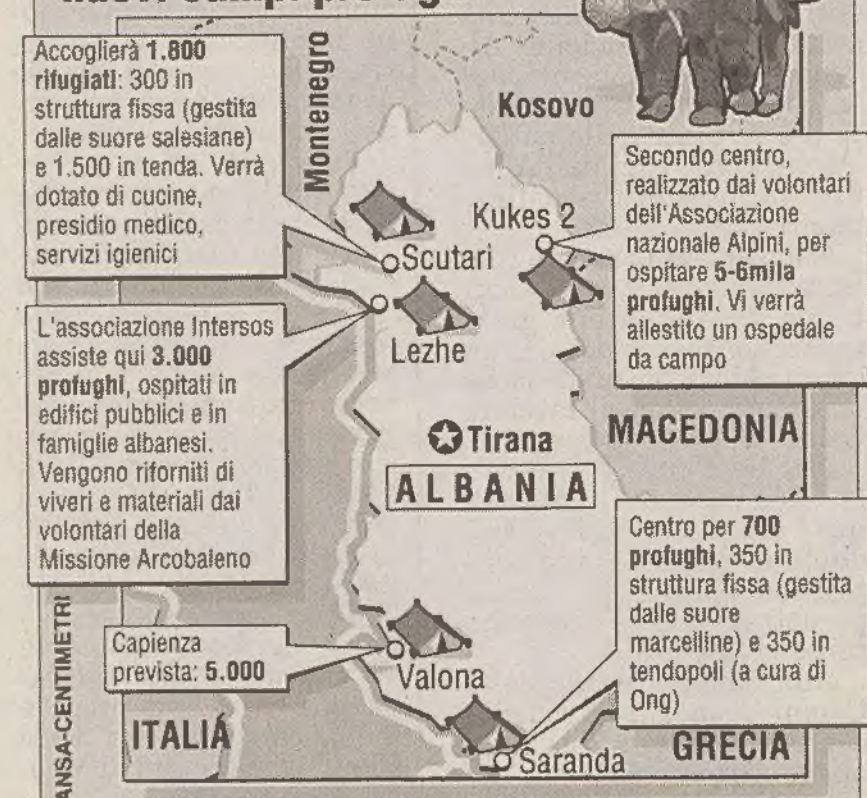 Accoglierà 1.800
rifugiati: 300 in
struttura fissa (gestita
dalle suore salesiane)
e 1.500 in tenda. Verrà
dotato di cucine,
presidio medico,
servizi igienici
Montenegro
Kosovo
Secondo centro,
realizzato dai volontari
dell'Associazione
nazionale Alpini, per
ospitare 5-6mila
profughi. Vi verrà
allestito un ospedale
da campo
Kukes 2
Scutari
Lezhe
L'associazione Intersos
assiste qui 3.000
profughi, ospitati in
edifici pubblici e in
famiglie albanesi.
Vengono riforniti di
viveri e materiali dai
volontari della
Missione Arcobaleno
Tirana
ALBANIA
MACEDONIA
Centro per 700
profughi, 350 in
struttura fissa (gestita
dalle suore
marcelline) e 350 in
tendopoli (a cura di
Ong)
Capienza
prevista: 5.000
Valona
Saranda
ITALIÁ
GRECIA
ANSA-CENTIMETRI